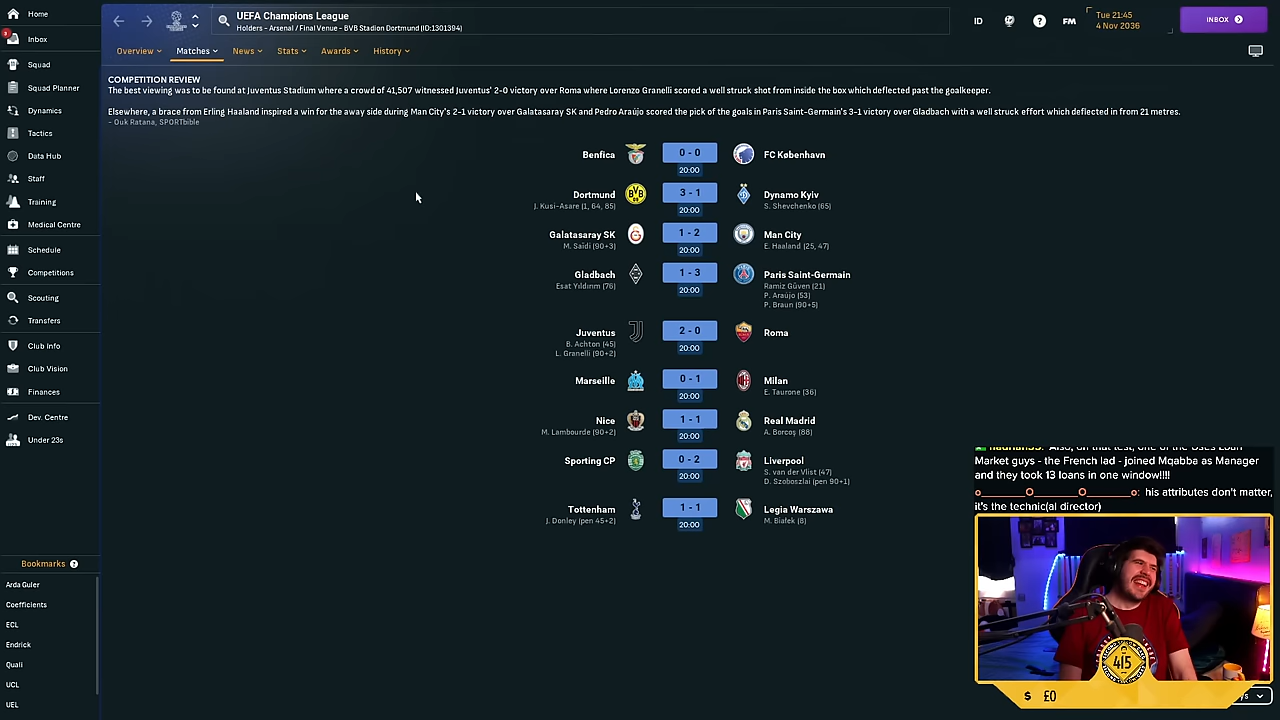 Home
UEFA Champions League
Holders - Arsenal / Final Venue - BVB Stadion Dortmund (ID:1301394)
ID
FM
Tue 21:45
4 Nov 2036
INBOX
3
Inbox
Squad
Squad Planner
Dynamics
Tactics
Data Hub
Staff
Training
Medical Centre
Schedule
Competitions
Scouting
Transfers
Club Info
Club Vision
Finances
Dev. Centre
Under 23s
Bookmarks ?
Arda Guler
Coefficients
ECL
Endrick
Quali
UCL
UEL
Overview
Matches
News
Stats
Awards
History
COMPETITION REVIEW
The best viewing was to be found at Juventus Stadium where a crowd of 41,507 witnessed Juventus' 2-0 victory over Roma where Lorenzo Granelli scored a well struck shot from inside the box which deflected past the goalkeeper.
Elsewhere, a brace from Erling Haaland inspired a win for the away side during Man City's 2-1 victory over Galatasaray SK and Pedro Araújo scored the pick of the goals in Paris Saint-Germain's 3-1 victory over Gladbach with a well struck effort which deflected in from 21 metres.
- Ouk Ratana, SPORTbible
Benfica 0 - 0 FC København
20:00
Dortmund 3 - 1 Dynamo Kyiv
J. Kusi-Asare (1, 64, 85) 20:00 S. Shevchenko (65)
Galatasaray SK 1 - 2 Man City
M. Saïdi (90+3) 20:00 E. Haaland (25, 47)
Gladbach 1 - 3 Paris Saint-Germain
Esat Yıldırım (76) 20:00 Ramiz Güven (21)
P. Araújo (53)
P. Braun (90+5)
Juventus 2 - 0 Roma
B. Achton (45) 20:00
L. Granelli (90+2)
Marseille 0 - 1 Milan
20:00 E. Taurone (36)
Nice 1 - 1 Real Madrid
M. Lambourde (90+2) 20:00 A. Borcoș (88)
Sporting CP 0 - 2 Liverpool
20:00 S. van der Vlist (47)
D. Szoboszlai (pen 90+1)
Tottenham 1 - 1 Legia Warszawa
J. Donley (pen 45+2) 20:00 M. Białek (8)
Also, on that test, one of the Uses Loan
Market guys - the French lad - joined Mqabba as Manager
and they took 13 loans in one window!!!!
o______O______O______o: his attributes don't matter,
it's the technic(al director)
415
$ £0